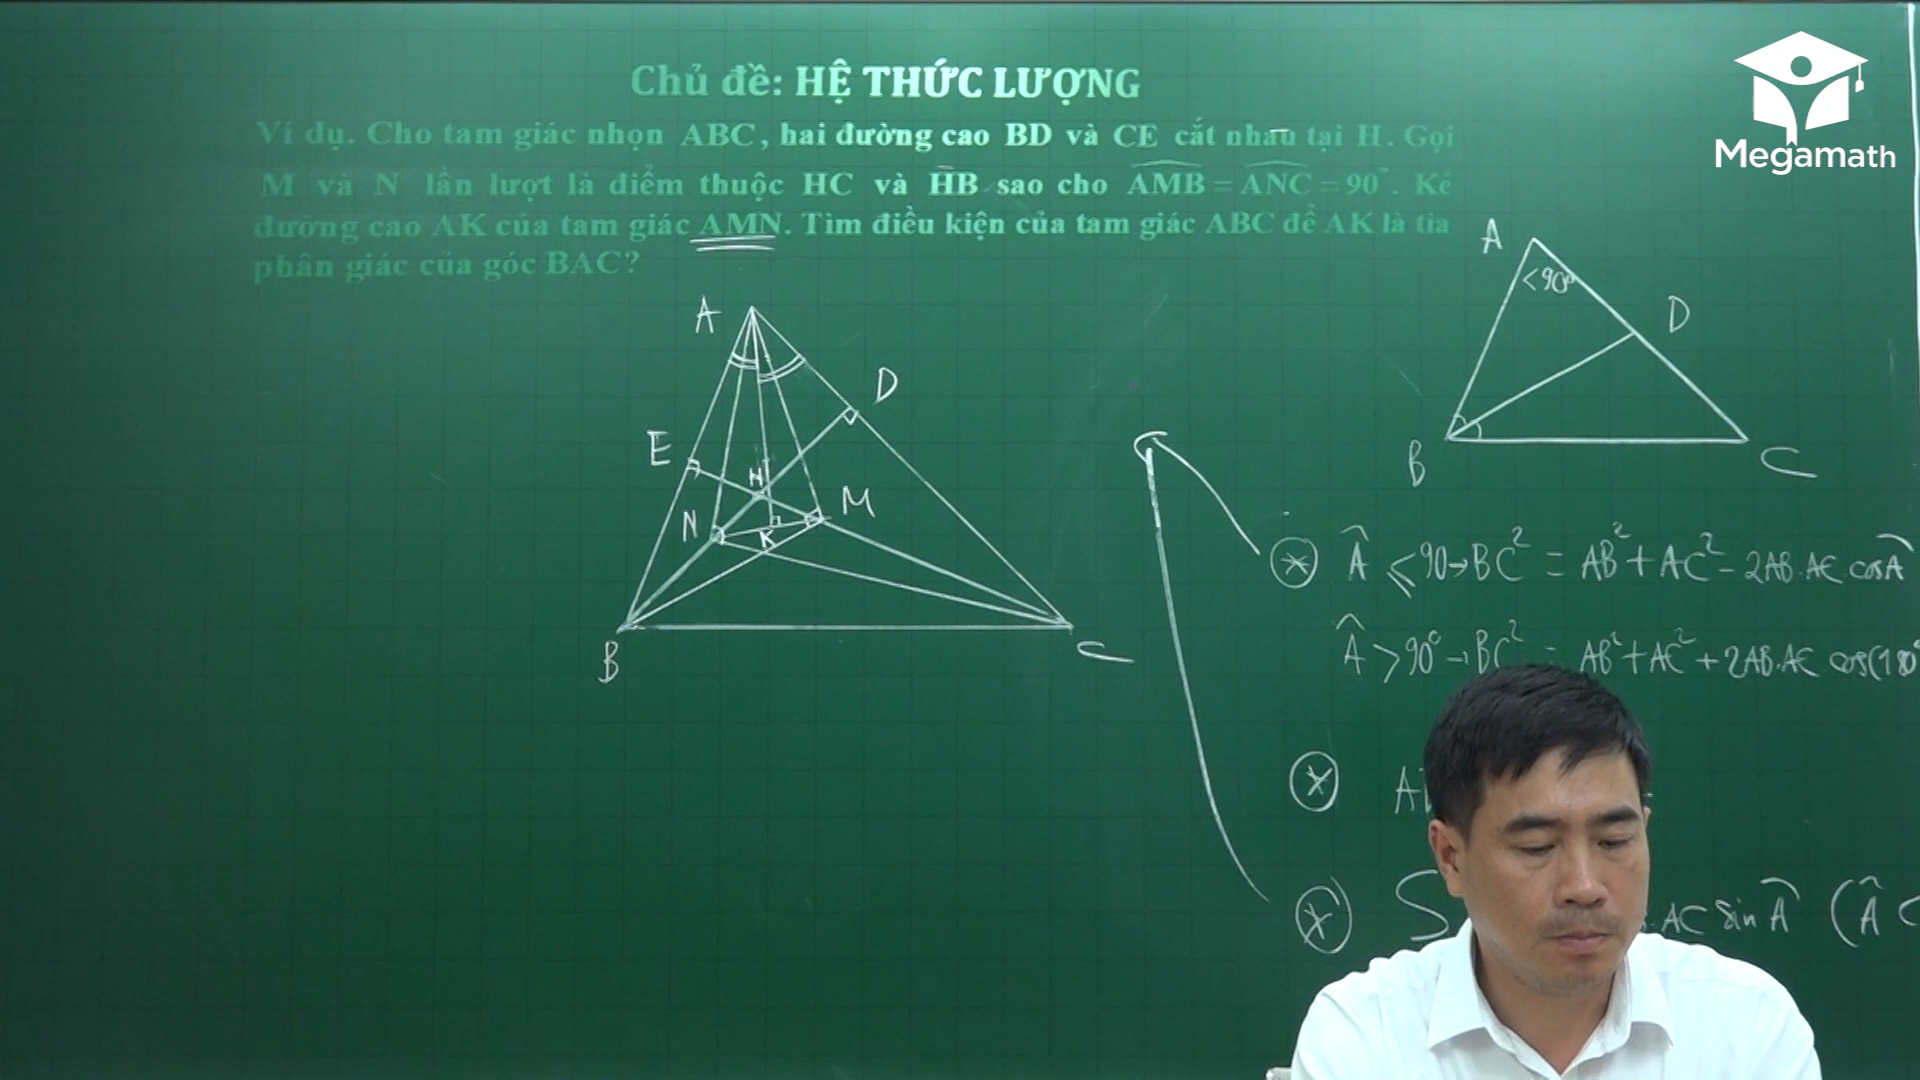 Megamath
Chủ đề: HỆ THỨC LƯỢNG
Ví dụ. Cho tam giác nhọn ABC, hai đường cao BD và CE cắt nhau tại H. Gọi
M và N lần lượt là điểm thuộc HC và HB sao cho AMB = ANC = 90°. Kẻ
đường cao AK của tam giác AMN. Tìm điều kiện của tam giác ABC để AK là tia
phân giác của góc BAC?
A
D
E
H
N
K
M
B
C
A
<90°
D
B
C
* A ≤ 90 → BC² = AB² + AC² - 2AB.AC cosA
A > 90° → BC² = AB² + AC² + 2AB.AC cos(180°
*
* S AC sin A (A <